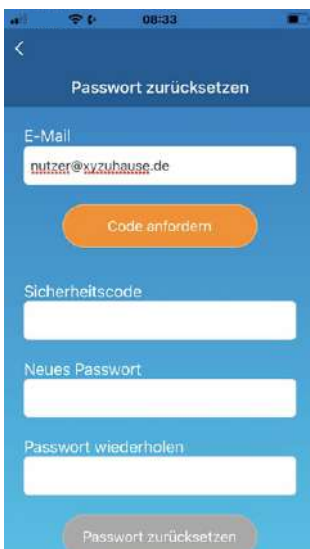 08:33
Passwort zurücksetzen
E-Mail
nutzer@xyzuhause.de
Code anfordern
Sicherheitscode
Neues Passwort
Passwort wiederholen
Passwort zurücksetzen